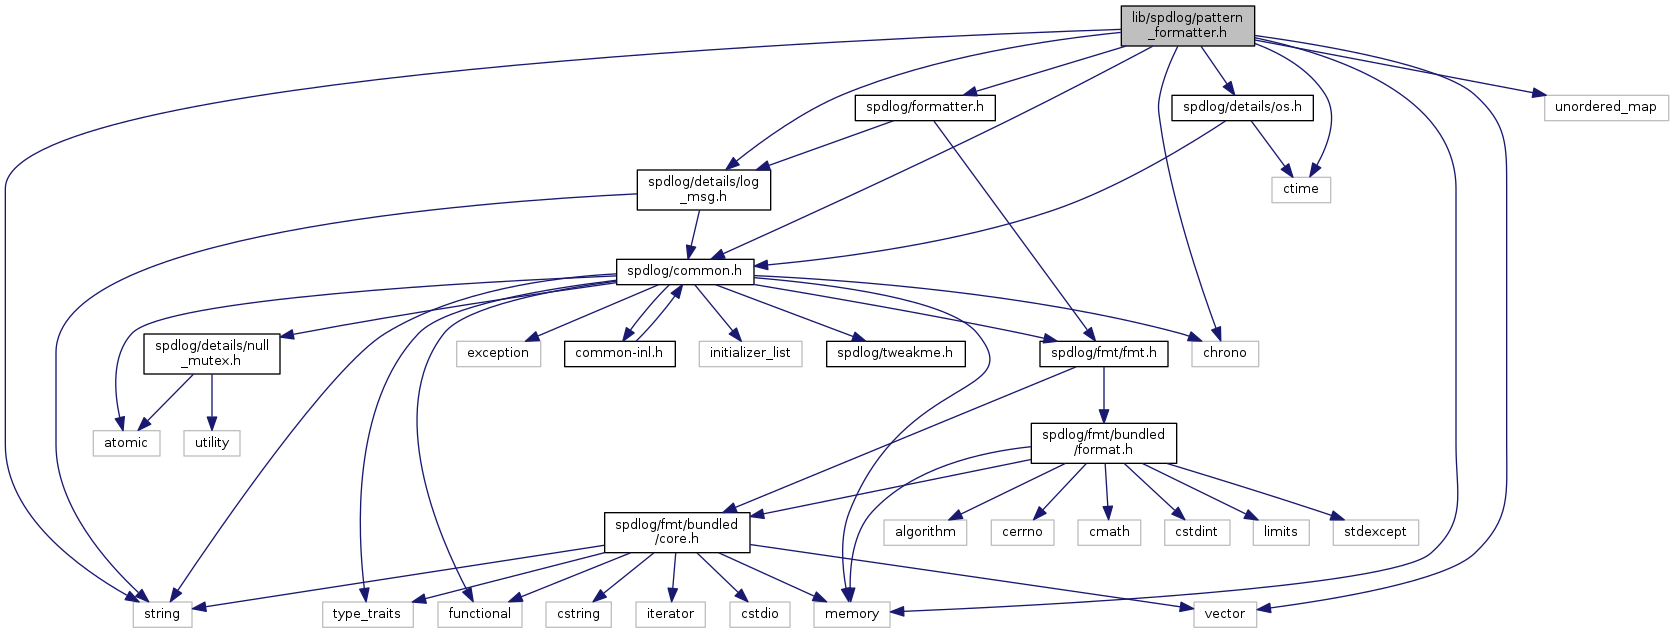 lib/spdlog/pattern
_formatter.h
spdlog/formatter.h
spdlog/details/os.h
unordered_map
spdlog/details/log
_msg.h
ctime
spdlog/common.h
spdlog/details/null
_mutex.h
exception
common-inl.h
initializer_list
spdlog/tweakme.h
spdlog/fmt/fmt.h
chrono
atomic
utility
spdlog/fmt/bundled
/format.h
spdlog/fmt/bundled
/core.h
algorithm
cerrno
cmath
cstdint
limits
stdexcept
string
type_traits
functional
cstring
iterator
cstdio
memory
vector